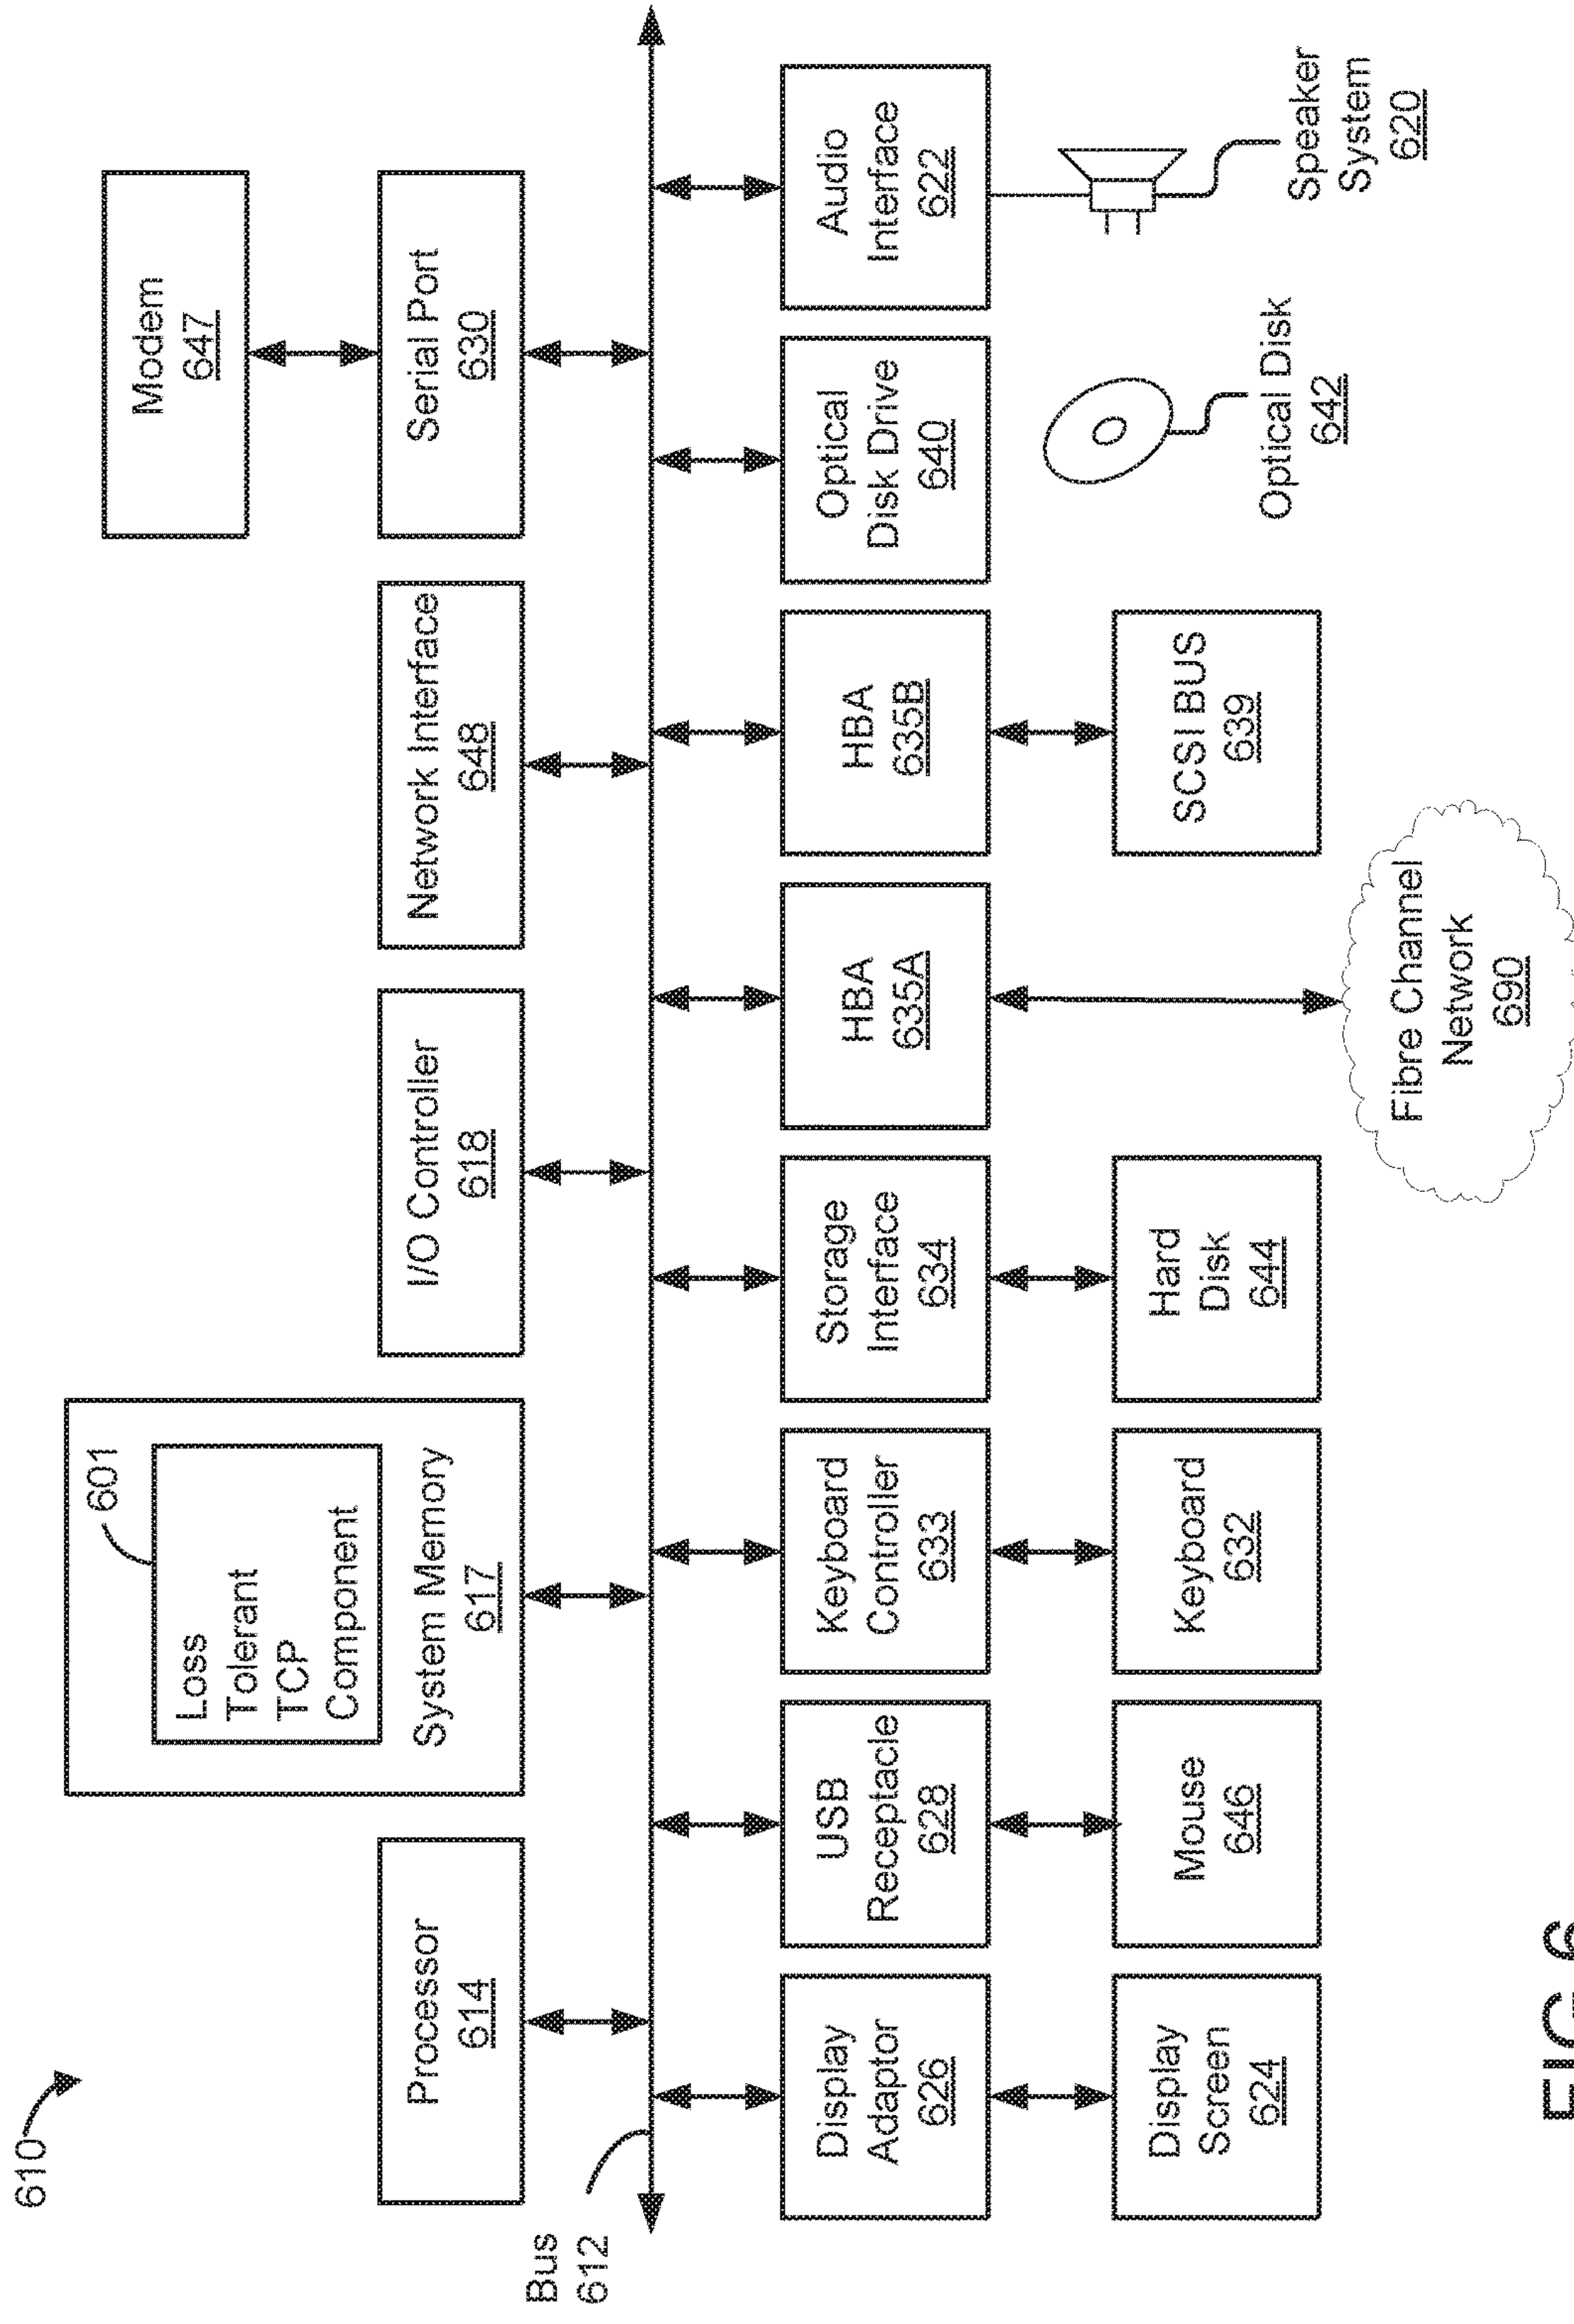 610
Processor
614
Loss
Tolerant
TCP
Component
601
System Memory
617
I/O Controller
618
Network Interface
648
Modem
647
Serial Port
630
Bus
612
Display
Adaptor
626
USB
Receptacle
628
Keyboard
Controller
633
Storage
Interface
634
HBA
635A
HBA
635B
Optical
Disk Drive
640
Audio
Interface
622
Display
Screen
624
Mouse
646
Keyboard
632
Hard
Disk
644
Fibre Channel
Network
690
SCSI BUS
639
Optical Disk
642
Speaker
System
620
FIG 6